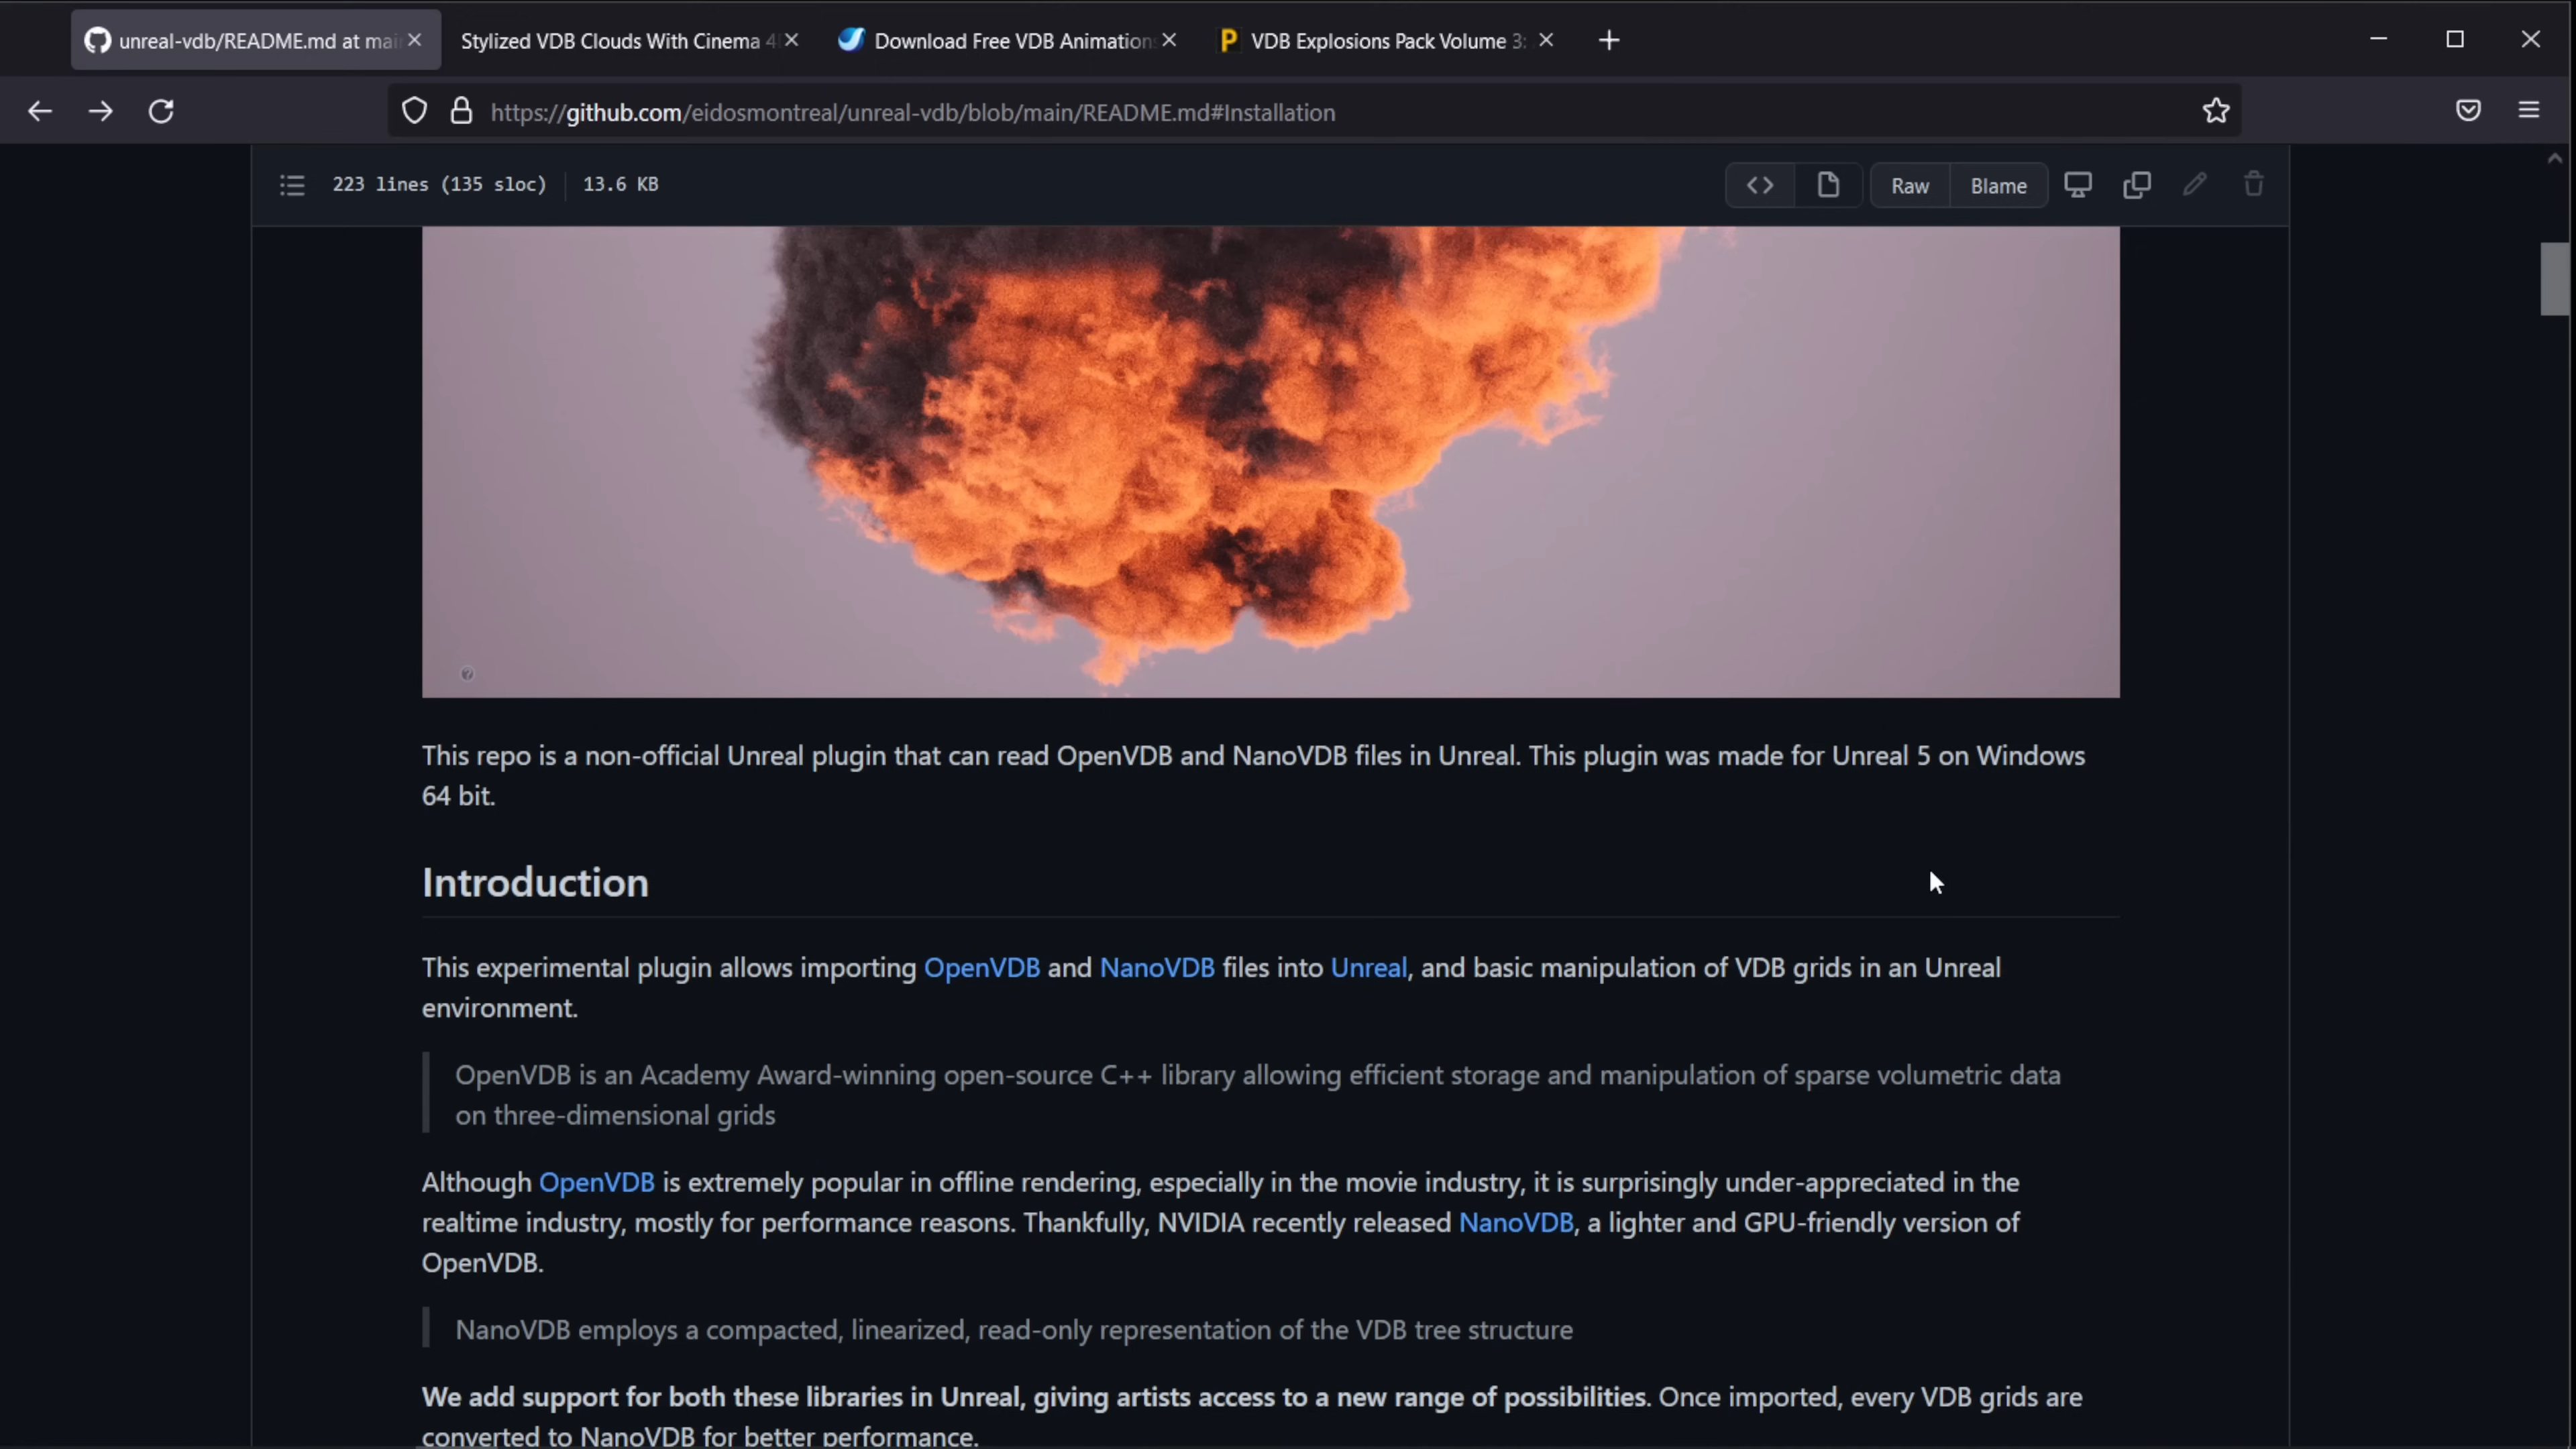 unreal-vdb/README.md at mai
Stylized VDB Clouds With Cinema 4
Download Free VDB Animation
VDB Explosions Pack Volume 3:
https://github.com/eidosmontreal/unreal-vdb/blob/main/README.md#Installation
223 lines (135 sloc) 13.6 KB
Raw
Blame
This repo is a non-official Unreal plugin that can read OpenVDB and NanoVDB files in Unreal. This plugin was made for Unreal 5 on Windows
64 bit.
Introduction
This experimental plugin allows importing OpenVDB and NanoVDB files into Unreal, and basic manipulation of VDB grids in an Unreal
environment.
OpenVDB is an Academy Award-winning open-source C++ library allowing efficient storage and manipulation of sparse volumetric data
on three-dimensional grids
Although OpenVDB is extremely popular in offline rendering, especially in the movie industry, it is surprisingly under-appreciated in the
realtime industry, mostly for performance reasons. Thankfully, NVIDIA recently released NanoVDB, a lighter and GPU-friendly version of
OpenVDB.
NanoVDB employs a compacted, linearized, read-only representation of the VDB tree structure
We add support for both these libraries in Unreal, giving artists access to a new range of possibilities. Once imported, every VDB grids are
converted to NanoVDB for better performance.